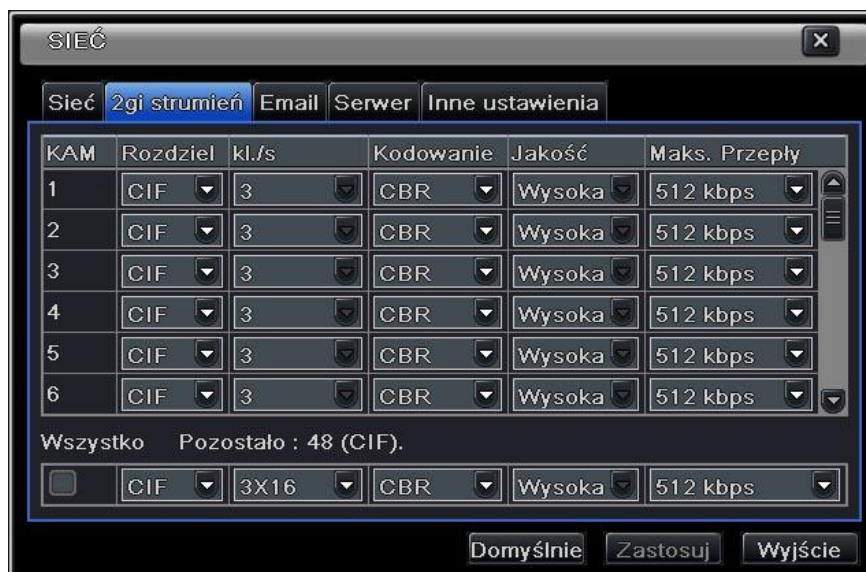 SIEĆ
Sieć 2gi strumień Email Serwer Inne ustawienia
KAM Rozdziel kl./s Kodowanie Jakość Maks. Przepły
1 CIF 3 CBR Wysoka 512 kbps
2 CIF 3 CBR Wysoka 512 kbps
3 CIF 3 CBR Wysoka 512 kbps
4 CIF 3 CBR Wysoka 512 kbps
5 CIF 3 CBR Wysoka 512 kbps
6 CIF 3 CBR Wysoka 512 kbps
Wszystko Pozostało : 48 (CIF).
CIF 3X16 CBR Wysoka 512 kbps
Domyślnie Zastosuj Wyjście